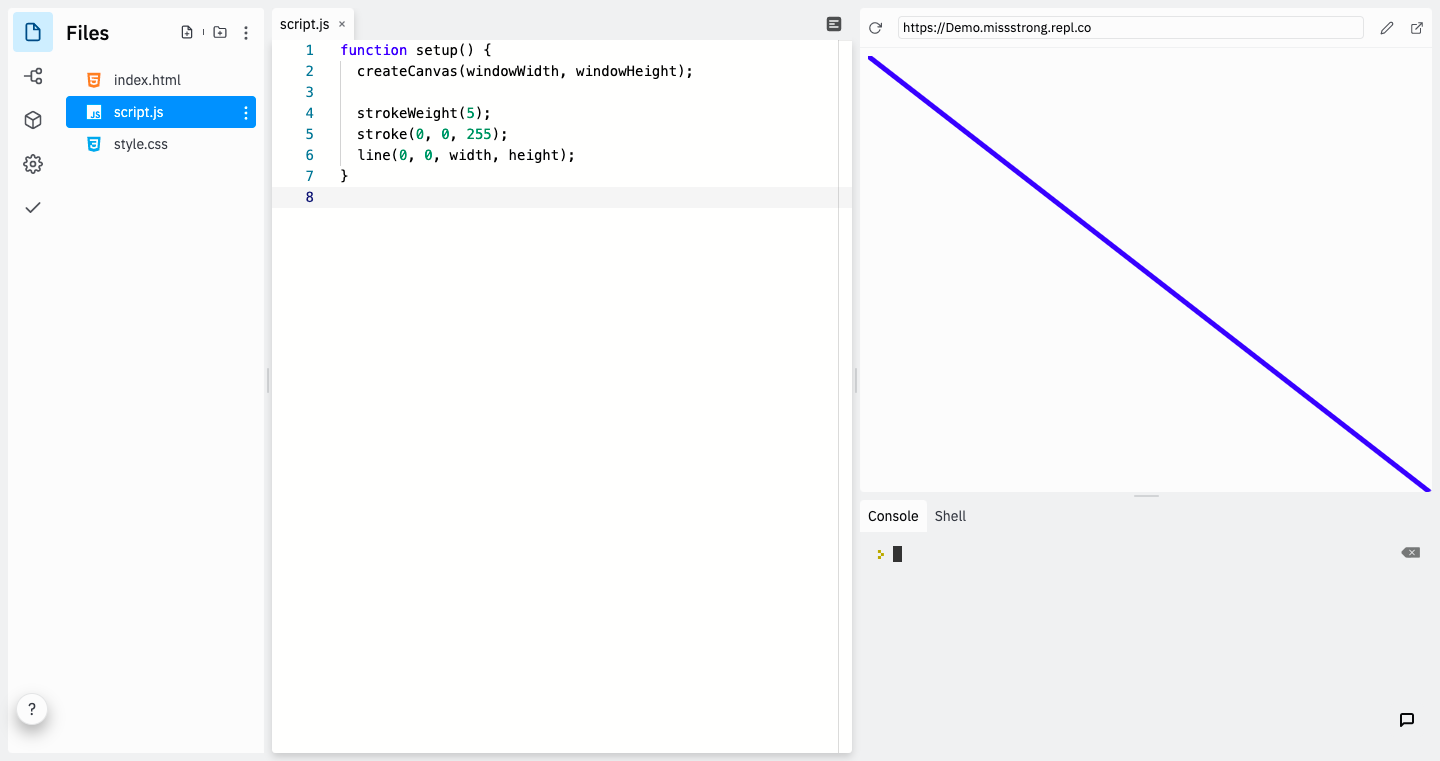 Files
index.html
script.js
style.css
?
script.js ×
1 function setup() {
2   createCanvas(windowWidth, windowHeight);
3
4   strokeWeight(5);
5   stroke(0, 0, 255);
6   line(0, 0, width, height);
7 }
8
https://Demo.missstrong.repl.co
Console Shell